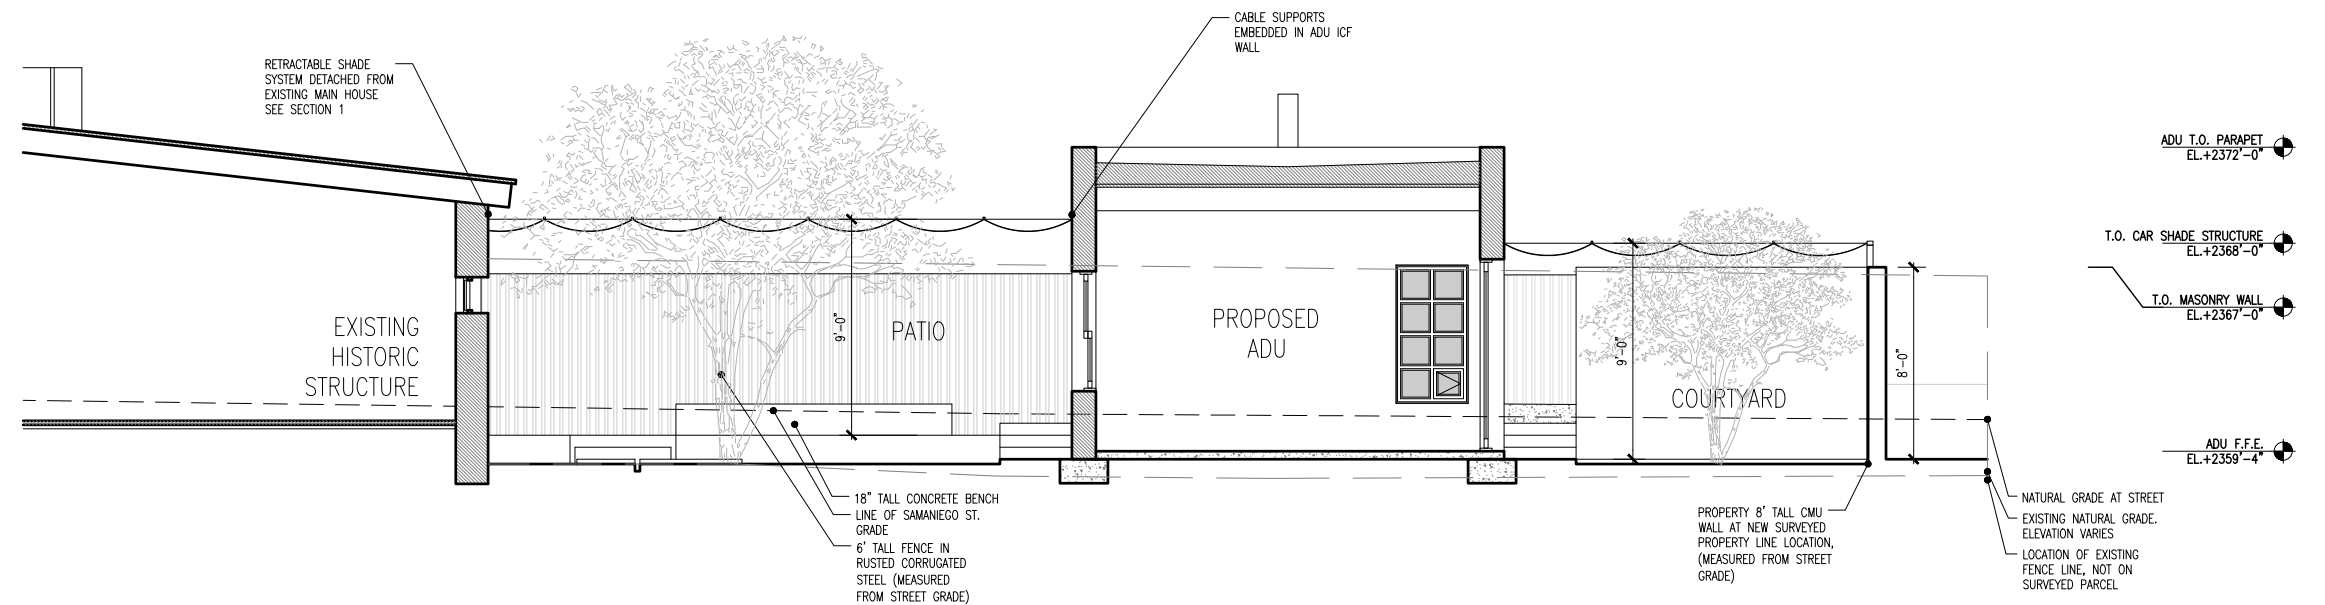 CABLE SUPPORTS
EMBEDDED IN ADU ICF
WALL
RETRACTABLE SHADE
SYSTEM DETACHED FROM
EXISTING MAIN HOUSE
SEE SECTION 1
ADU T.O. PARAPET
EL.+2372'-0"
T.O. CAR SHADE STRUCTURE
EL.+2368'-0"
T.O. MASONRY WALL
EL.+2367'-0"
ADU F.F.E.
EL.+2359'-4"
EXISTING
HISTORIC
STRUCTURE
9'-0"
PATIO
PROPOSED
ADU
9'-0"
COURTYARD
8'-0"
18" TALL CONCRETE BENCH
LINE OF SAMANIEGO ST.
GRADE
6' TALL FENCE IN
RUSTED CORRUGATED
STEEL (MEASURED
FROM STREET GRADE)
PROPERTY 8' TALL CMU
WALL AT NEW SURVEYED
PROPERTY LINE LOCATION,
(MEASURED FROM STREET
GRADE)
NATURAL GRADE AT STREET
EXISTING NATURAL GRADE.
ELEVATION VARIES
LOCATION OF EXISTING
FENCE LINE, NOT ON
SURVEYED PARCEL